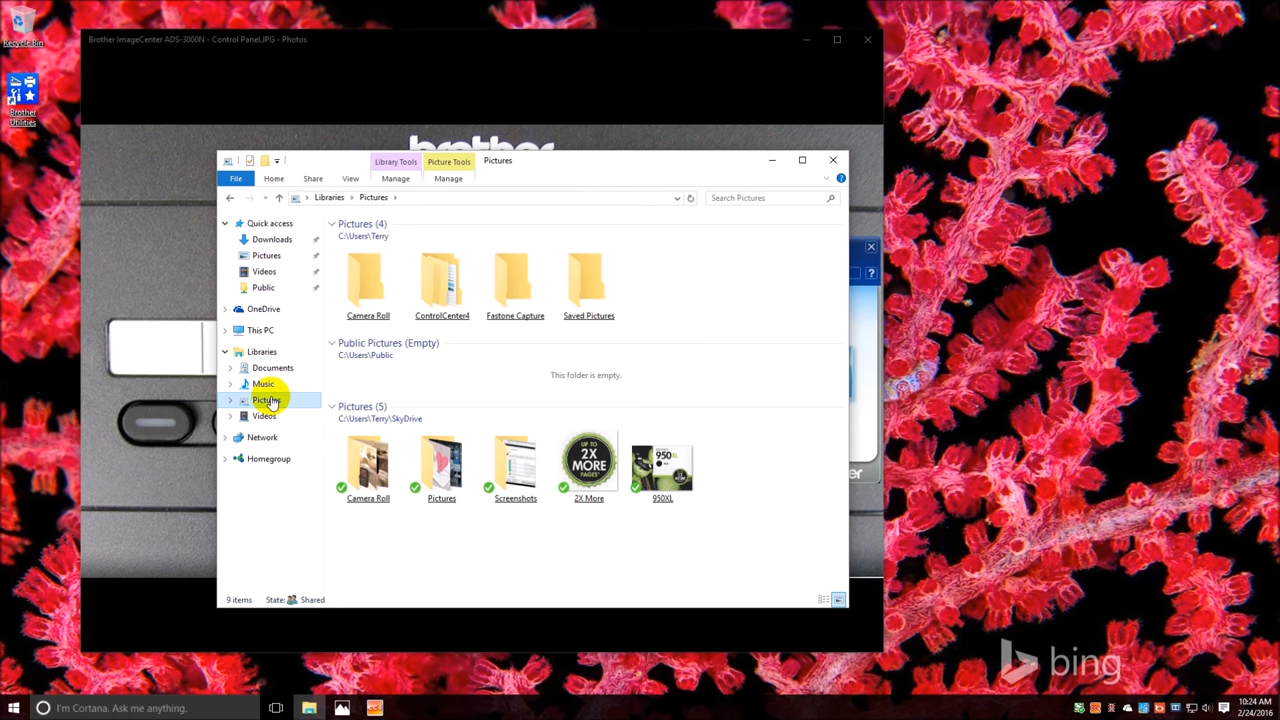 Recycle Bin
Brother
Utilities
Brother ImageCenter ADS-3000N - Control Panel.JPG - Photos
brother
Library Tools
Picture Tools
Pictures
File
Home
Share
View
Manage
Manage
Libraries
Pictures
Search Pictures
Quick access
Downloads
Pictures
Videos
Public
OneDrive
This PC
Libraries
Documents
Music
Pictures
Videos
Network
Homegroup
Pictures (4)
C:\Users\Terry
Camera Roll
ControlCenter4
Fastone Capture
Saved Pictures
Public Pictures (Empty)
C:\Users\Public
This folder is empty.
Pictures (5)
C:\Users\Terry\SkyDrive
UP TO
2X
MORE
PAGES*
950XL
Camera Roll
Pictures
Screenshots
2X More
950XL
9 items
State:
Shared
bing
I'm Cortana. Ask me anything.
10:24 AM
2/24/2016